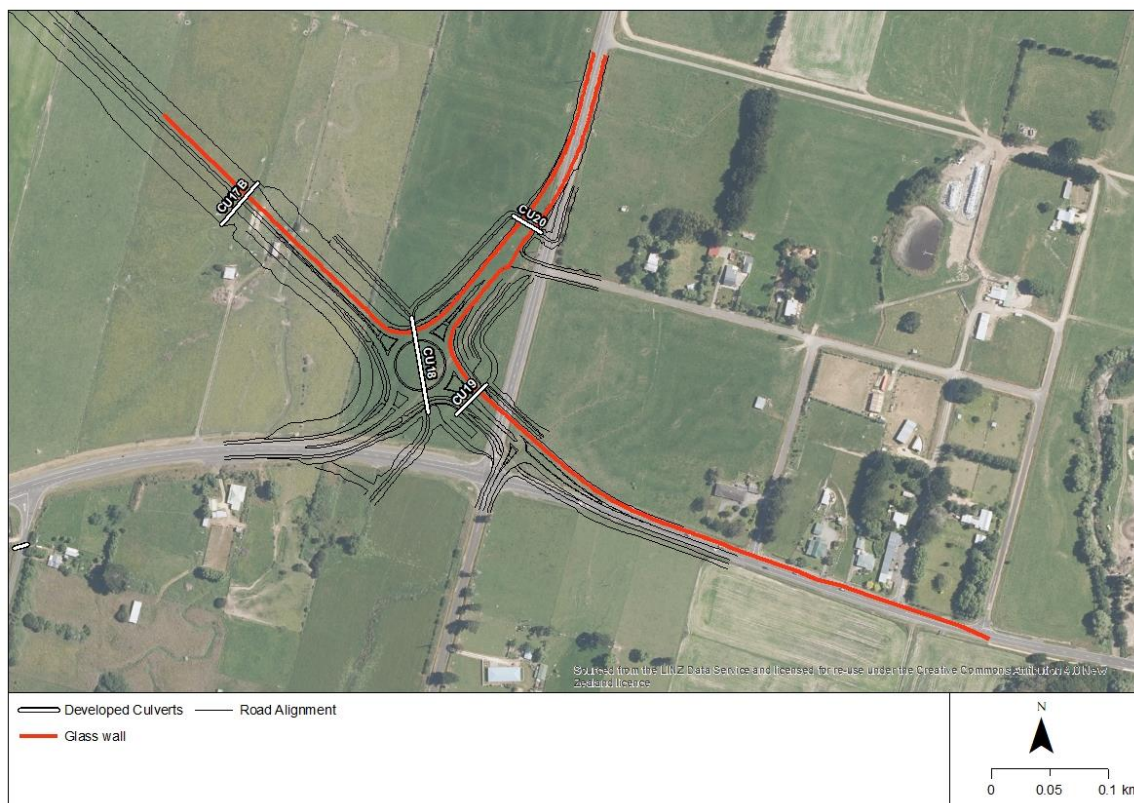 CU17B
CU20
CU18
CU19
Sourced from the LINZ Data Service and licensed for re-use under the Creative Commons Attribution 4.0 New
Zealand licence
Developed Culverts
Road Alignment
Glass wall
N
0 0.05 0.1 km